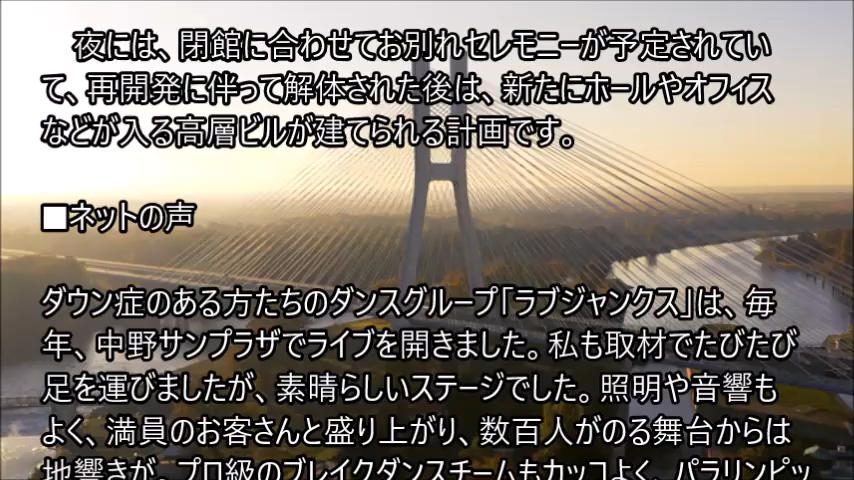 夜には、閉館に合わせてお別れセレモニーが予定されてい
て、再開発に伴って解体された後は、新たにホールやオフィス
などが入る高層ビルが建てられる計画です。
■ネットの声
ダウン症のある方たちのダンスグループ「ラブジャンクス」は、毎
年、中野サンプラザでライブを開きました。私も取材でたびたび
足を運びましたが、素晴らしいステージでした。照明や音響も
よく、満員のお客さんと盛り上がり、数百人がのる舞台からは
地響きが。プロ級のブレイクダンスチームもカッコよく、パラリンピッ